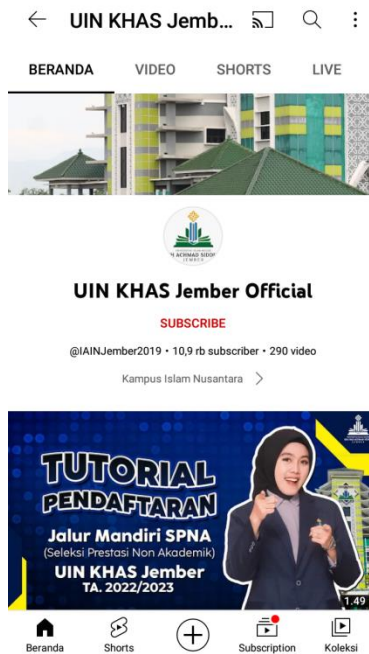 UIN KHAS Jemb...
BERANDA VIDEO SHORTS LIVE
UIN KHAS Jember Official
SUBSCRIBE
@IAINJember2019 • 10,9 rb subscriber • 290 video
Kampus Islam Nusantara
TUTORIAL
PENDAFTARAN
Jalur Mandiri SPNA
(Seleksi Prestasi Non Akademik)
UIN KHAS Jember
TA. 2022/2023
1.49
Beranda Shorts Subscription Koleksi